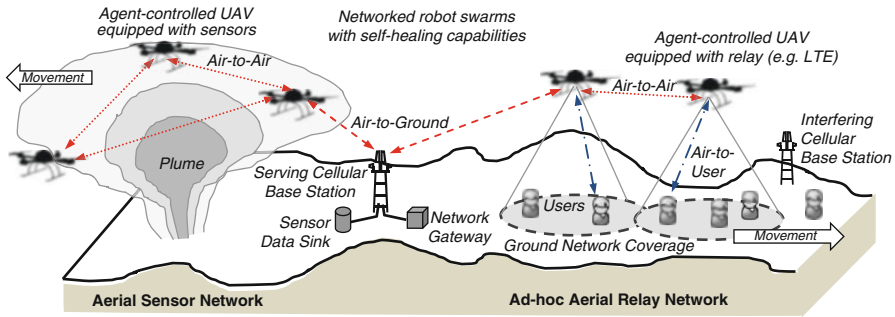 Agent-controlled UAV
equipped with sensors
Networked robot swarms
with self-healing capabilities
Agent-controlled UAV
equipped with relay (e.g. LTE)
Movement
Air-to-Air
Air-to-Air
Air-to-Ground
Interfering
Cellular
Base Station
Plume
Serving Cellular
Base Station
Air-to-
User
Sensor
Data Sink
Network
Gateway
Users
Ground Network Coverage
Movement
Aerial Sensor Network
Ad-hoc Aerial Relay Network